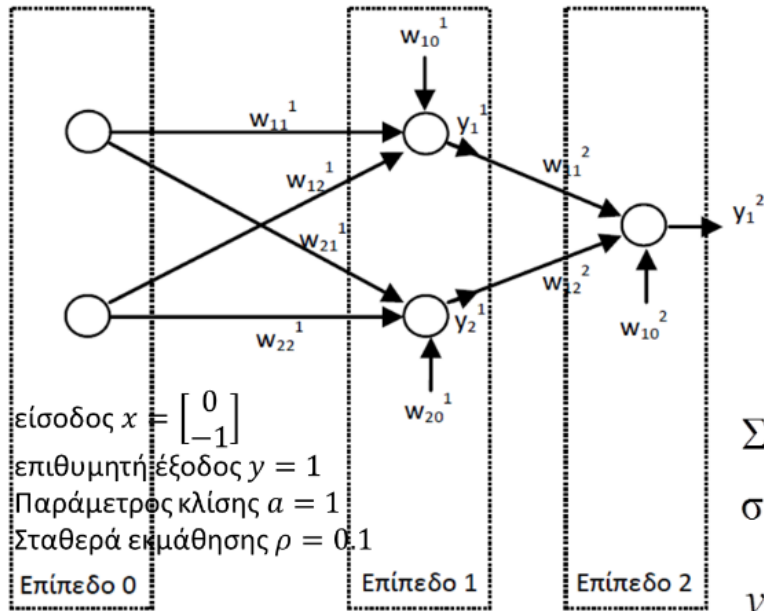 w₁₀¹
w₁₁¹
y₁¹
w₁₂¹
w₁₁²
w₂₁¹
y₁²
w₁₂²
y₂¹
w₂₂¹
w₁₀²
w₂₀¹
είσοδος x = [0 −1]
επιθυμητή έξοδος y = 1
Παράμετρος κλίσης a = 1
Σταθερά εκμάθησης ρ = 0.1
Σ
σ
y
Επίπεδο 0
Επίπεδο 1
Επίπεδο 2